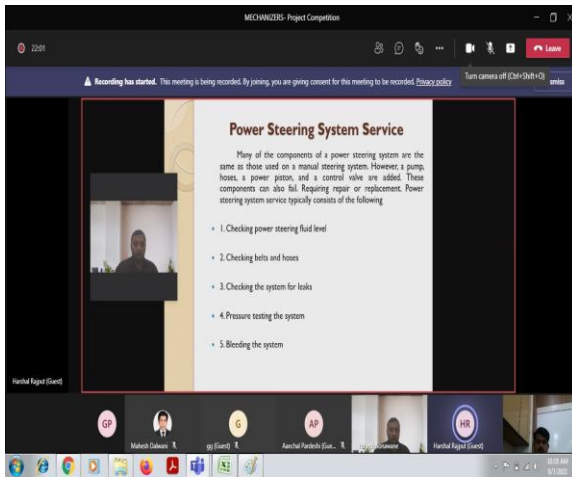 MECHANIZERS- Project Competition
22:01
Leave
Turn camera off (Ctrl+Shift+O)
Recording has started. This meeting is being recorded. By joining, you are giving consent for this meeting to be recorded. Privacy policy
Power Steering System Service
Many of the components of a power steering system are the
same as those used on a manual steering system. However, a pump,
hoses, a power piston, and a control valve are added. These
components can also fail. Requiring repair or replacement. Power
steering system service typically consists of the following
1. Checking power steering fluid level
2. Checking belts and hoses
3. Checking the system for leaks
4. Pressure testing the system
5. Bleeding the system
Harshal Rajput (Guest)
GP
G
AP
HR
Mahesh Dalwani
gg (Guest)
Aanchal Pardeshi (Gue...
Harshal Rajput (Guest)